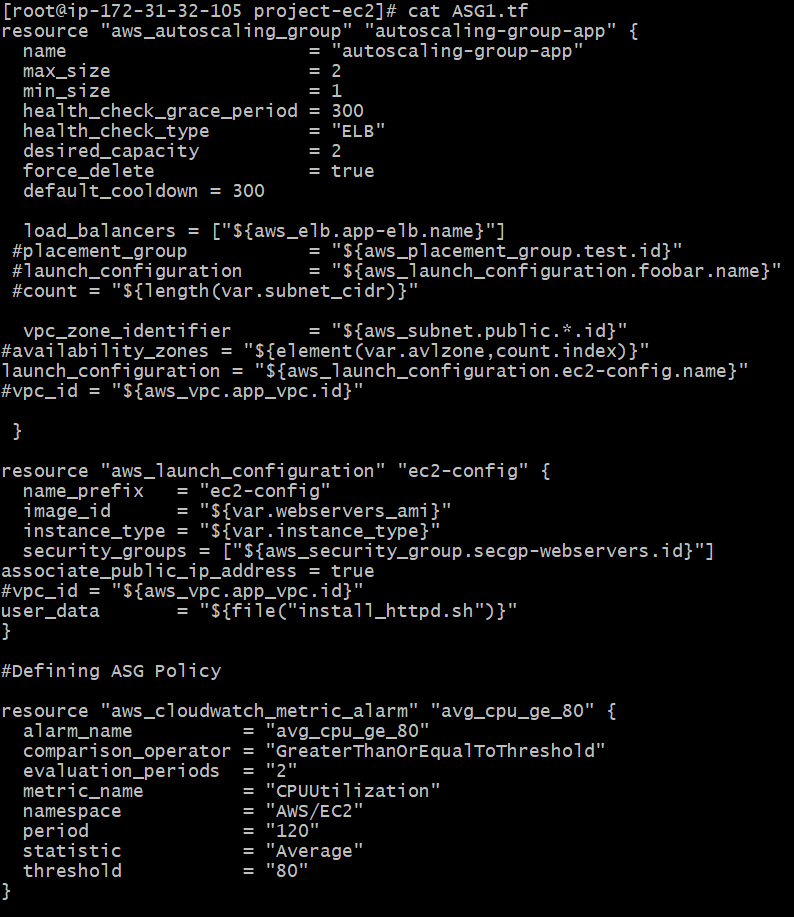 [root@ip-172-31-32-105 project-ec2]# cat ASG1.tf
resource "aws_autoscaling_group" "autoscaling-group-app" {
  name                      = "autoscaling-group-app"
  max_size                  = 2
  min_size                  = 1
  health_check_grace_period = 300
  health_check_type         = "ELB"
  desired_capacity          = 2
  force_delete              = true
  default_cooldown = 300

  load_balancers = ["${aws_elb.app-elb.name}"]
 #placement_group           = "${aws_placement_group.test.id}"
 #launch_configuration      = "${aws_launch_configuration.foobar.name}"
 #count = "${length(var.subnet_cidr)}"

  vpc_zone_identifier       = "${aws_subnet.public.*.id}"
#availability_zones = "${element(var.avlzone,count.index)}"
launch_configuration = "${aws_launch_configuration.ec2-config.name}"
#vpc_id = "${aws_vpc.app_vpc.id}"

 }

resource "aws_launch_configuration" "ec2-config" {
  name_prefix   = "ec2-config"
  image_id      = "${var.webservers_ami}"
  instance_type = "${var.instance_type}"
  security_groups = ["${aws_security_group.secgp-webservers.id}"]
associate_public_ip_address = true
#vpc_id = "${aws_vpc.app_vpc.id}"
user_data       = "${file("install_httpd.sh")}"
}

#Defining ASG Policy

resource "aws_cloudwatch_metric_alarm" "avg_cpu_ge_80" {
  alarm_name          = "avg_cpu_ge_80"
  comparison_operator = "GreaterThanOrEqualToThreshold"
  evaluation_periods  = "2"
  metric_name         = "CPUUtilization"
  namespace           = "AWS/EC2"
  period              = "120"
  statistic           = "Average"
  threshold           = "80"
}